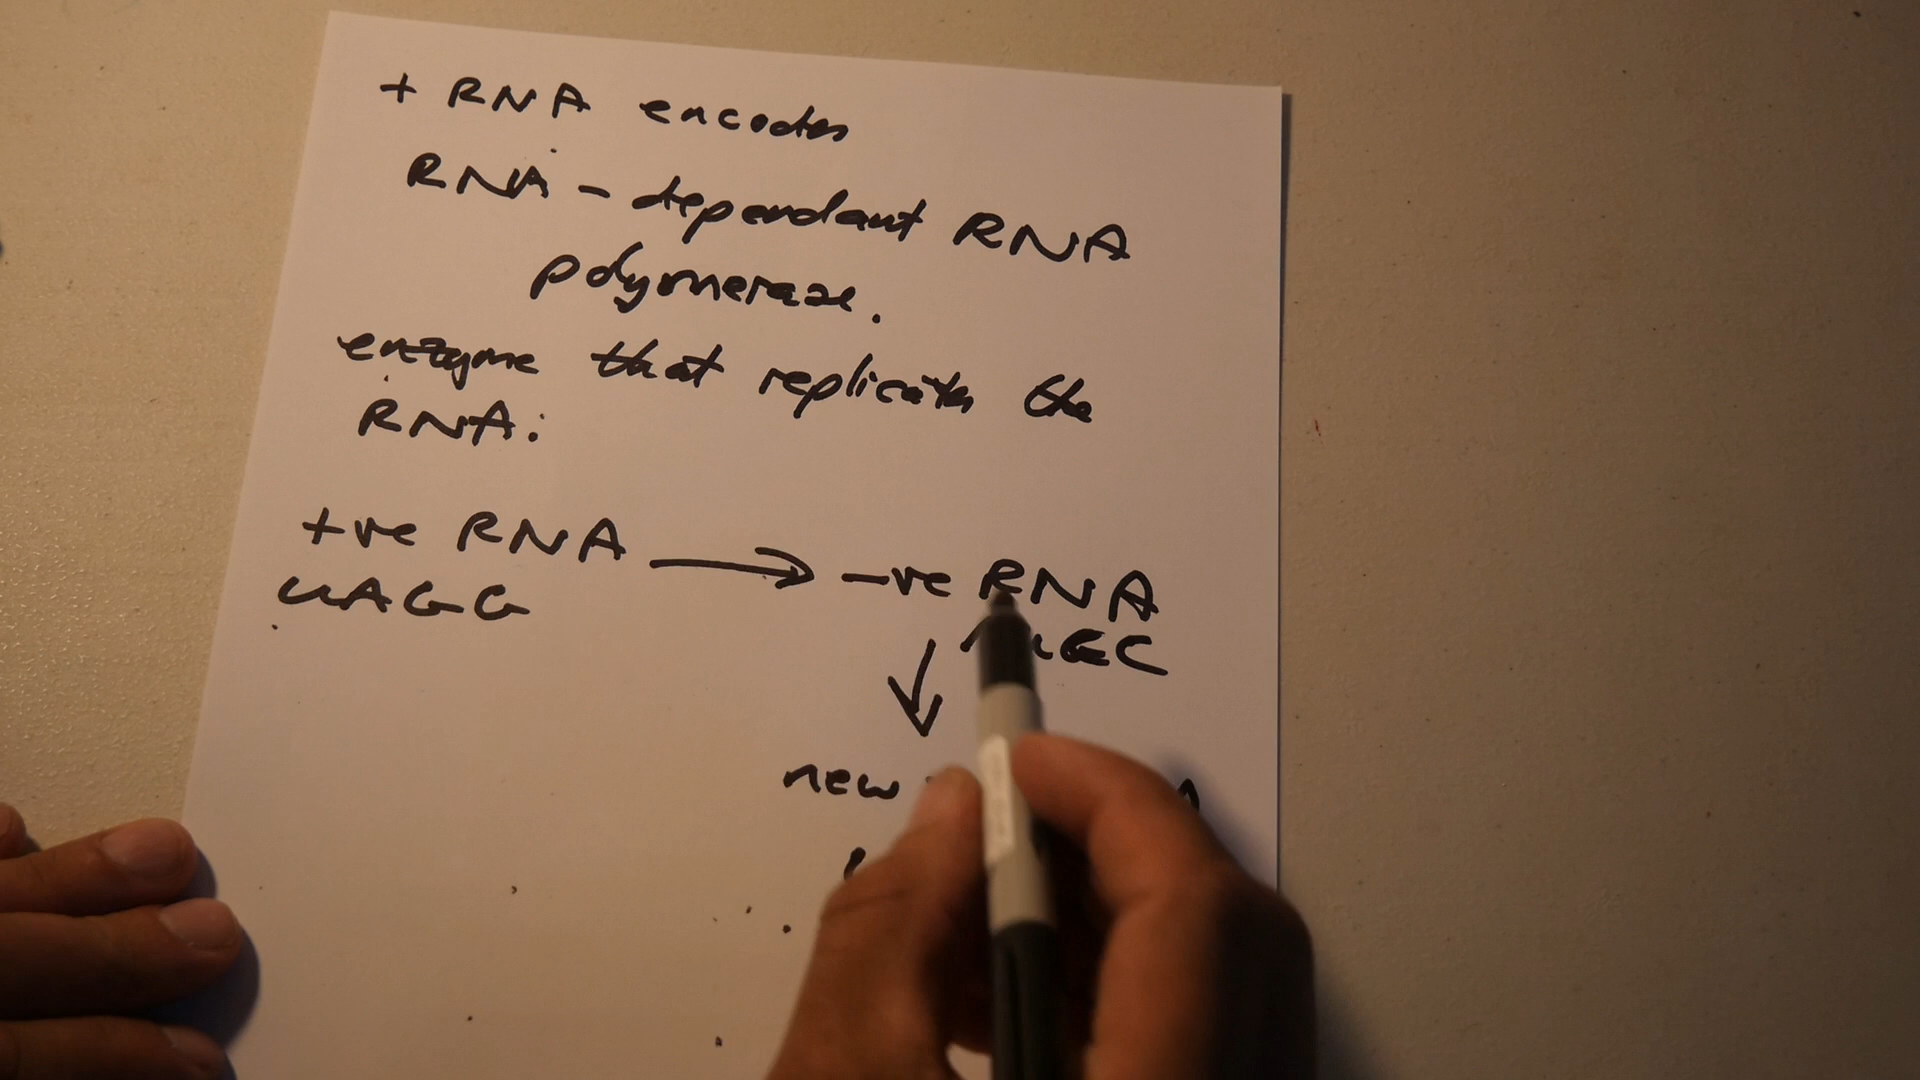 + RNA encodes
RNA - dependant RNA
polymerase.
enzyme that replicates the
RNA:
+ve RNA → -ve RNA
UAGG
new